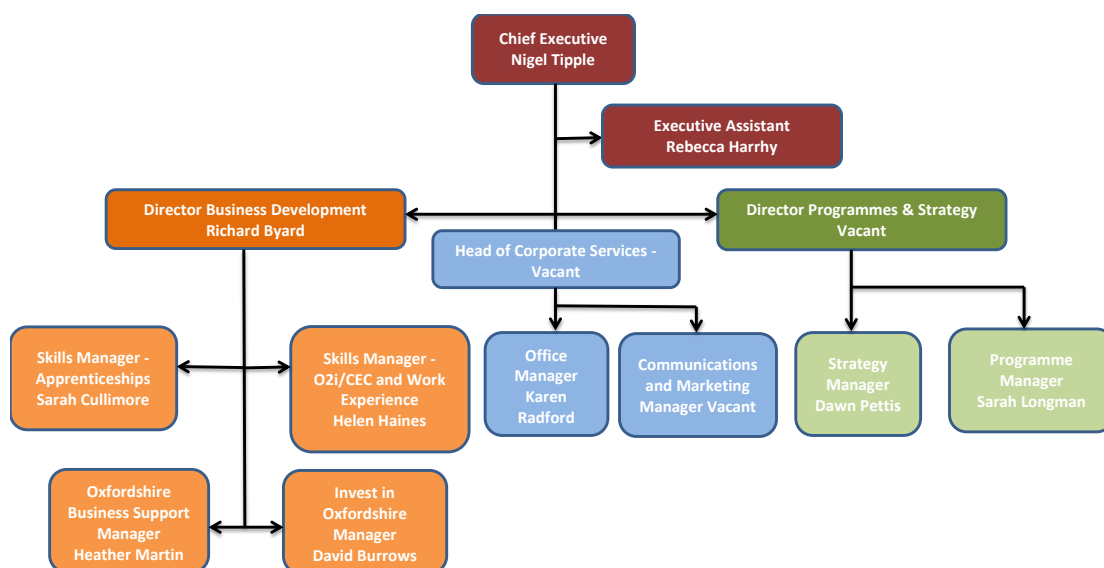 Chief Executive
Nigel Tipple
Executive Assistant
Rebecca Harrhy
Director Business Development
Richard Byard
Head of Corporate Services -
Vacant
Director Programmes & Strategy
Vacant
Skills Manager -
Apprenticeships
Sarah Cullimore
Skills Manager -
O2i/CEC and Work
Experience
Helen Haines
Office
Manager
Karen
Radford
Communications
and Marketing
Manager Vacant
Strategy
Manager
Dawn Pettis
Programme
Manager
Sarah Longman
Oxfordshire
Business Support
Manager
Heather Martin
Invest in
Oxfordshire
Manager
David Burrows